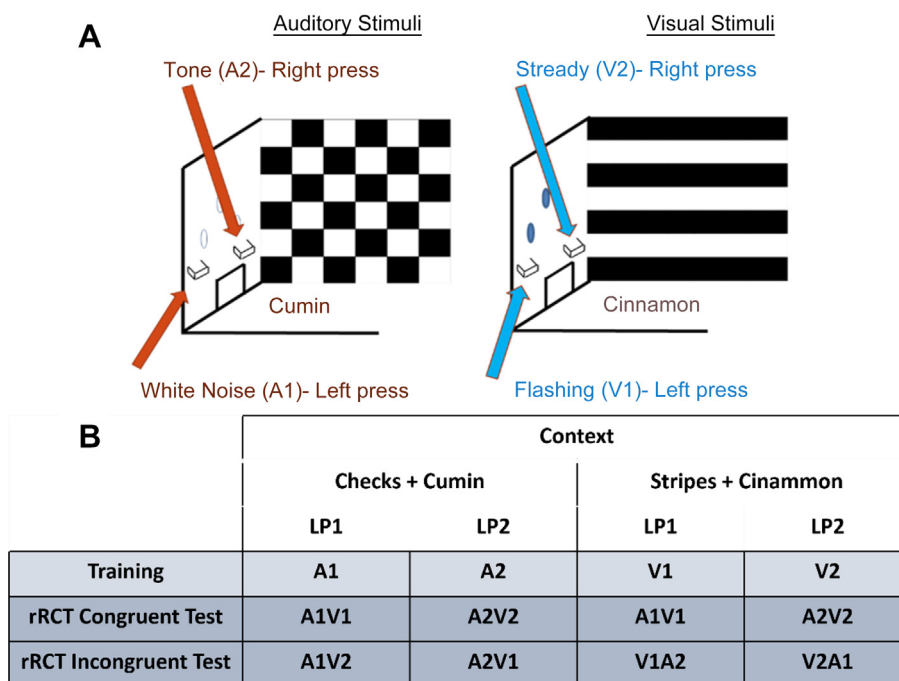 A
Auditory Stimuli
Visual Stimuli
Tone (A2)- Right press
Stready (V2)- Right press
Cumin
Cinnamon
White Noise (A1)- Left press
Flashing (V1)- Left press
B
Context
Checks + Cumin
Stripes + Cinammon
LP1 LP2 LP1 LP2
Training A1 A2 V1 V2
rRCT Congruent Test A1V1 A2V2 A1V1 A2V2
rRCT Incongruent Test A1V2 A2V1 V1A2 V2A1